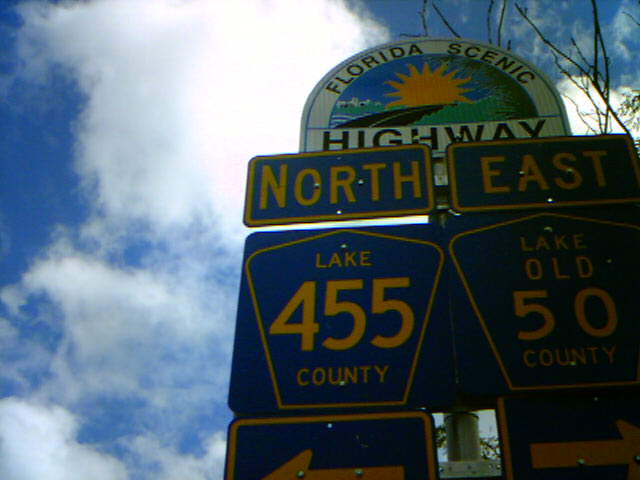 FLORIDA SCENIC
HIGHWAY
NORTH
LAKE
455
COUNTY
EAST
LAKE
OLD
50
COUNTY